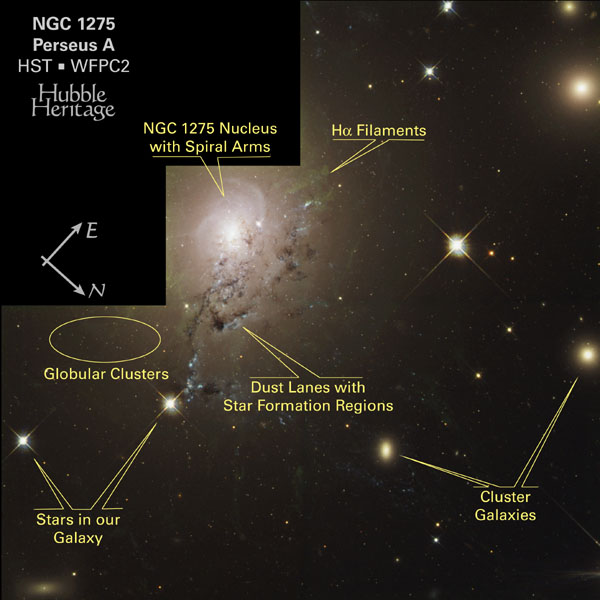 NGC 1275
Perseus A
HST ▪ WFPC2
Hubble
Heritage
NGC 1275 Nucleus
with Spiral Arms
Hα Filaments
E
N
Globular Clusters
Dust Lanes with
Star Formation Regions
Stars in our
Galaxy
Cluster
Galaxies